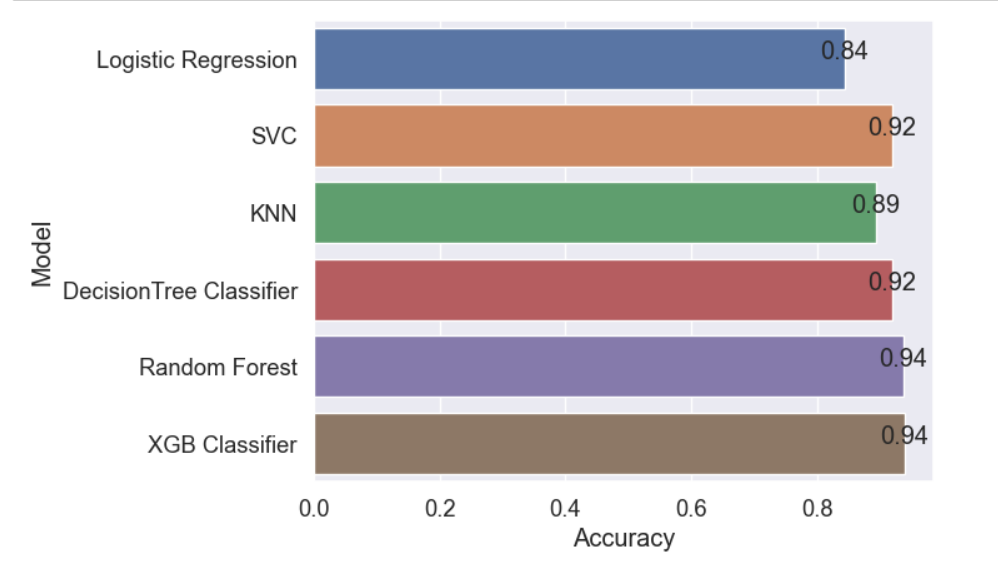 Logistic Regression
0.84
SVC
0.92
KNN
0.89
Model
DecisionTree Classifier
0.92
Random Forest
0.94
XGB Classifier
0.94
0.0 0.2 0.4 0.6 0.8
Accuracy